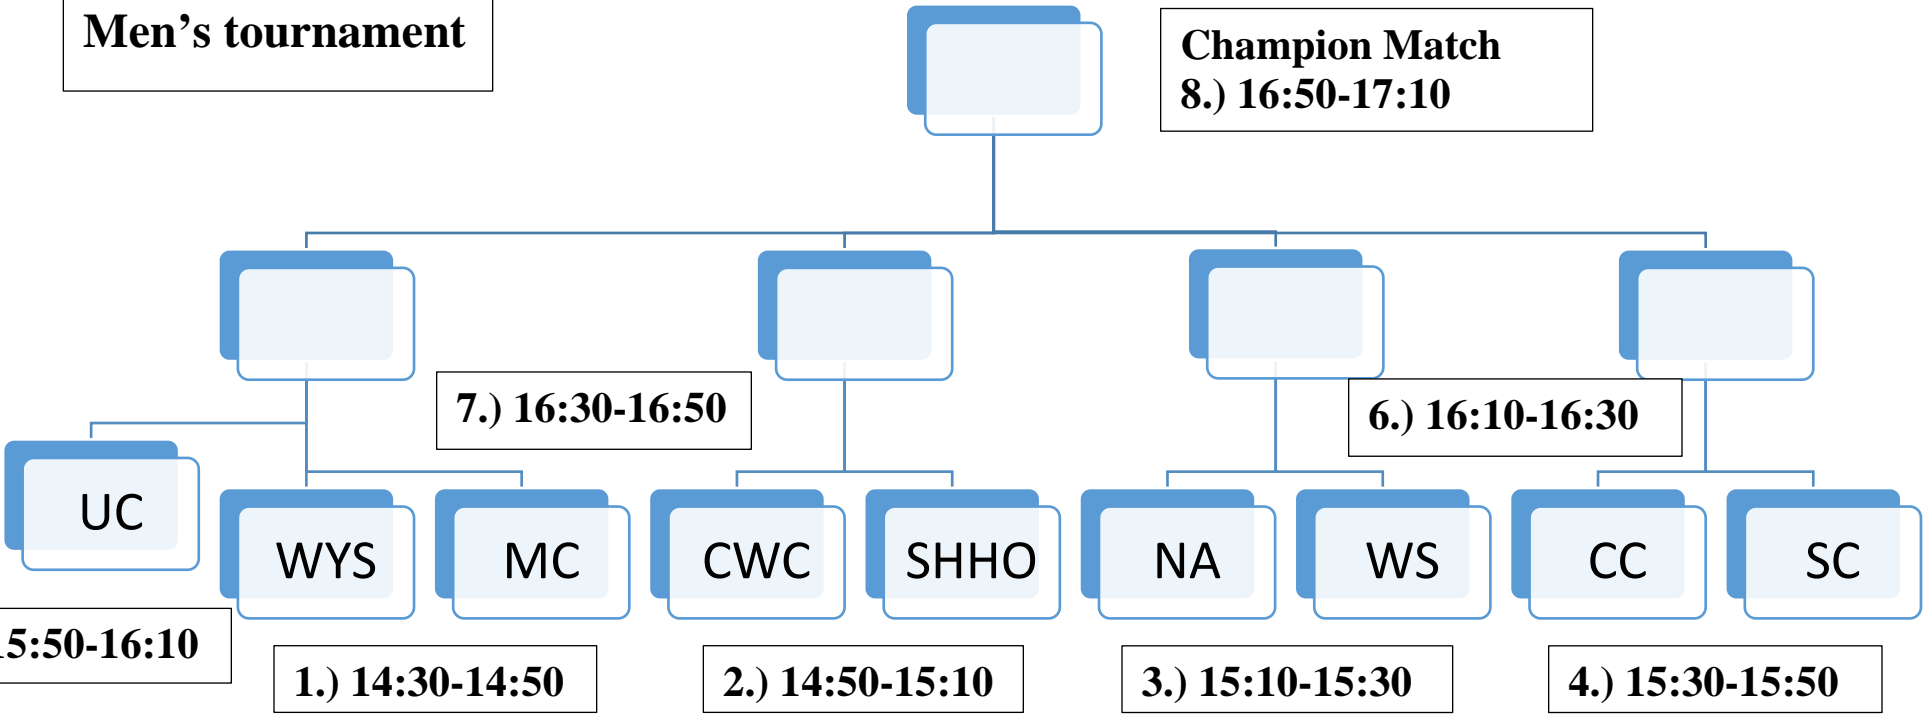 Men’s tournament
Champion Match
8.) 16:50-17:10
7.) 16:30-16:50
6.) 16:10-16:30
UC
WYS
MC
CWC
SHHO
NA
WS
CC
SC
5:50-16:10
1.) 14:30-14:50
2.) 14:50-15:10
3.) 15:10-15:30
4.) 15:30-15:50